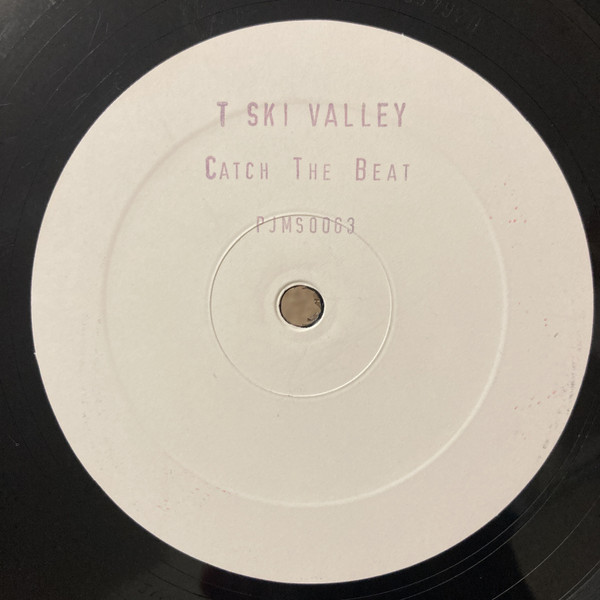 T SKI VALLEY
CATCH THE BEAT
PJMS0063